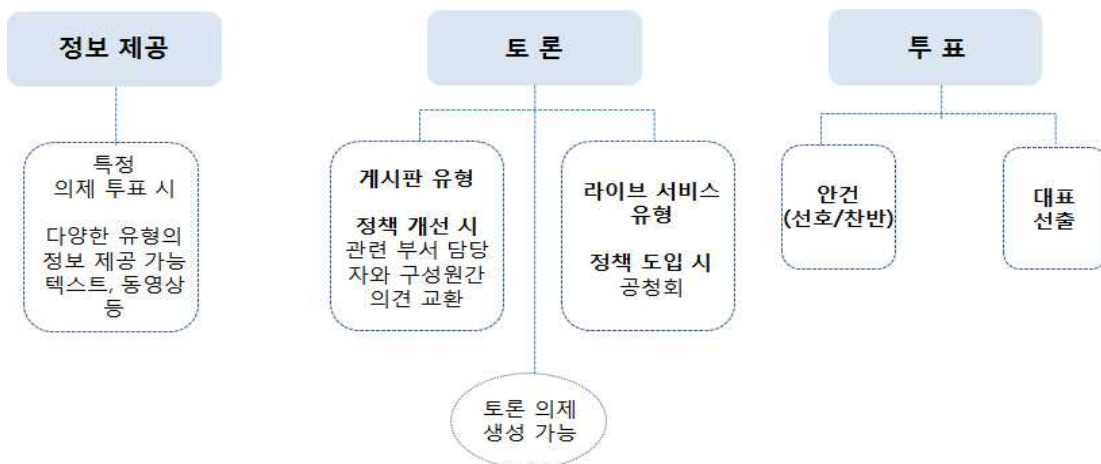 정보 제공
토 론
투 표
특정
의제 투표 시
다양한 유형의
정보 제공 가능
텍스트, 동영상
등
게시판 유형
정책 개선 시
관련 부서 담당
자와 구성원간
의견 교환
라이브 서비스
유형
정책 도입 시
공청회
안건
(선호/찬반)
대표
선출
토론 의제
생성 가능